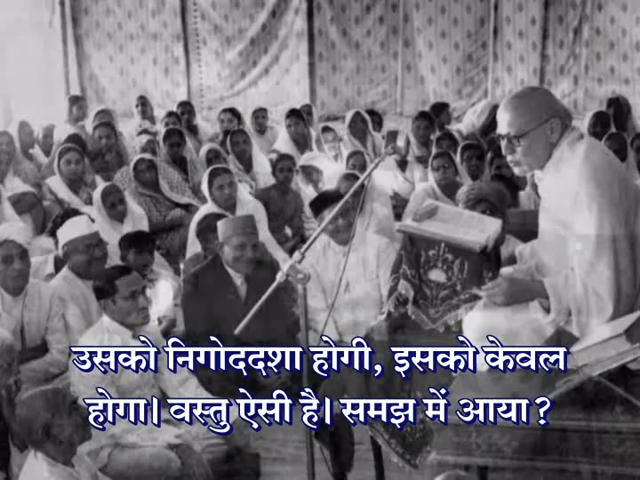 उसको निगोददशा होगी, इसको केवल
होगा। वस्तु ऐसी है। समझ में आया?